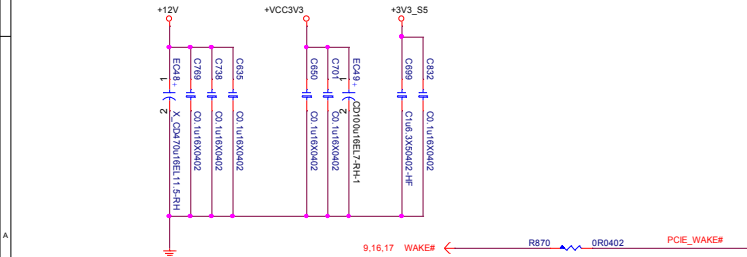 +12V
+VCC3V3
+3V3_S5
EC48
+
1
2
X_CD470u16EL11.5-RH
C769
C0.1u16X0402
C738
C0.1u16X0402
C635
C0.1u16X0402
C650
C0.1u16X0402
C701
C0.1u16X0402
EC49
+
1
2
CD100u16EL7-RH-1
C699
C1u6.3X50402-HF
C832
C0.1u16X0402
A
9,16,17 WAKE# R870 0R0402 PCIE_WAKE#